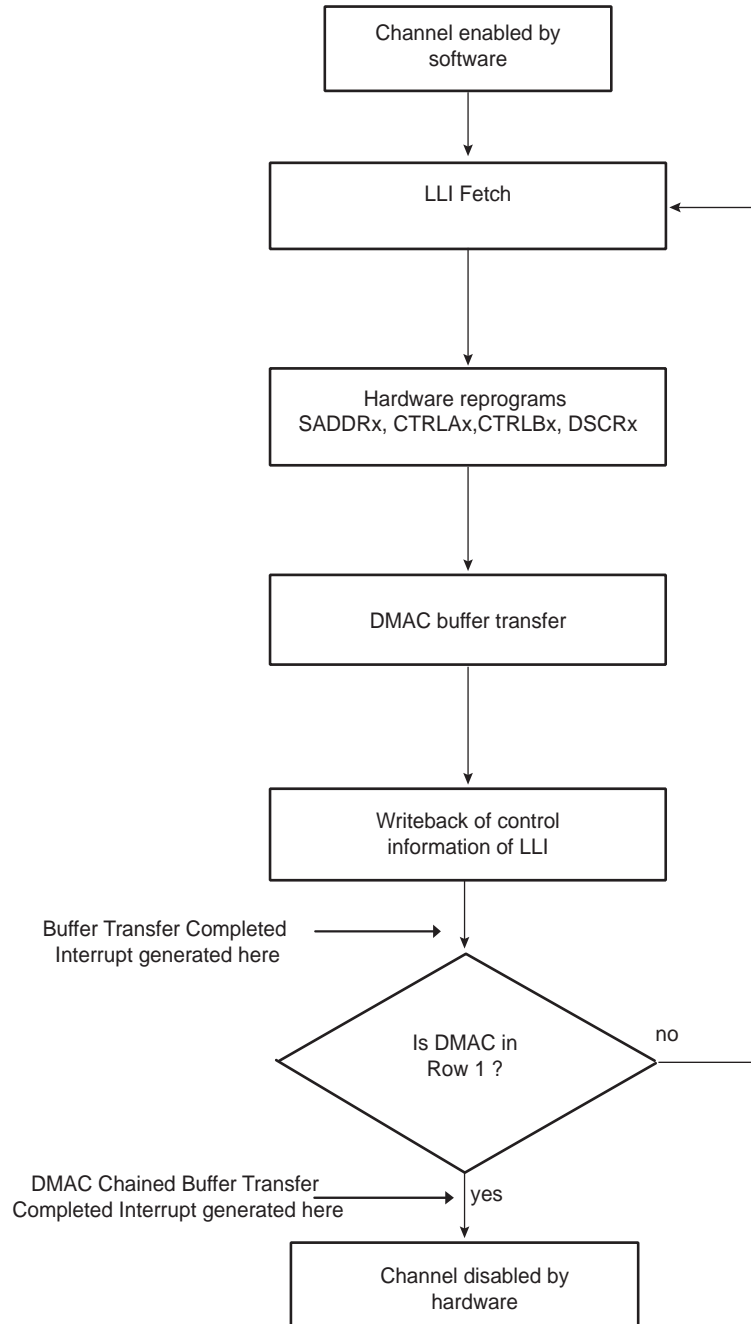 Channel enabled by
software
LLI Fetch
Hardware reprograms
SADDRx, CTRLAx,CTRLBx, DSCRx
DMAC buffer transfer
Writeback of control
information of LLI
Buffer Transfer Completed
Interrupt generated here
Is DMAC in
Row 1 ?
no
DMAC Chained Buffer Transfer
Completed Interrupt generated here
yes
Channel disabled by
hardware